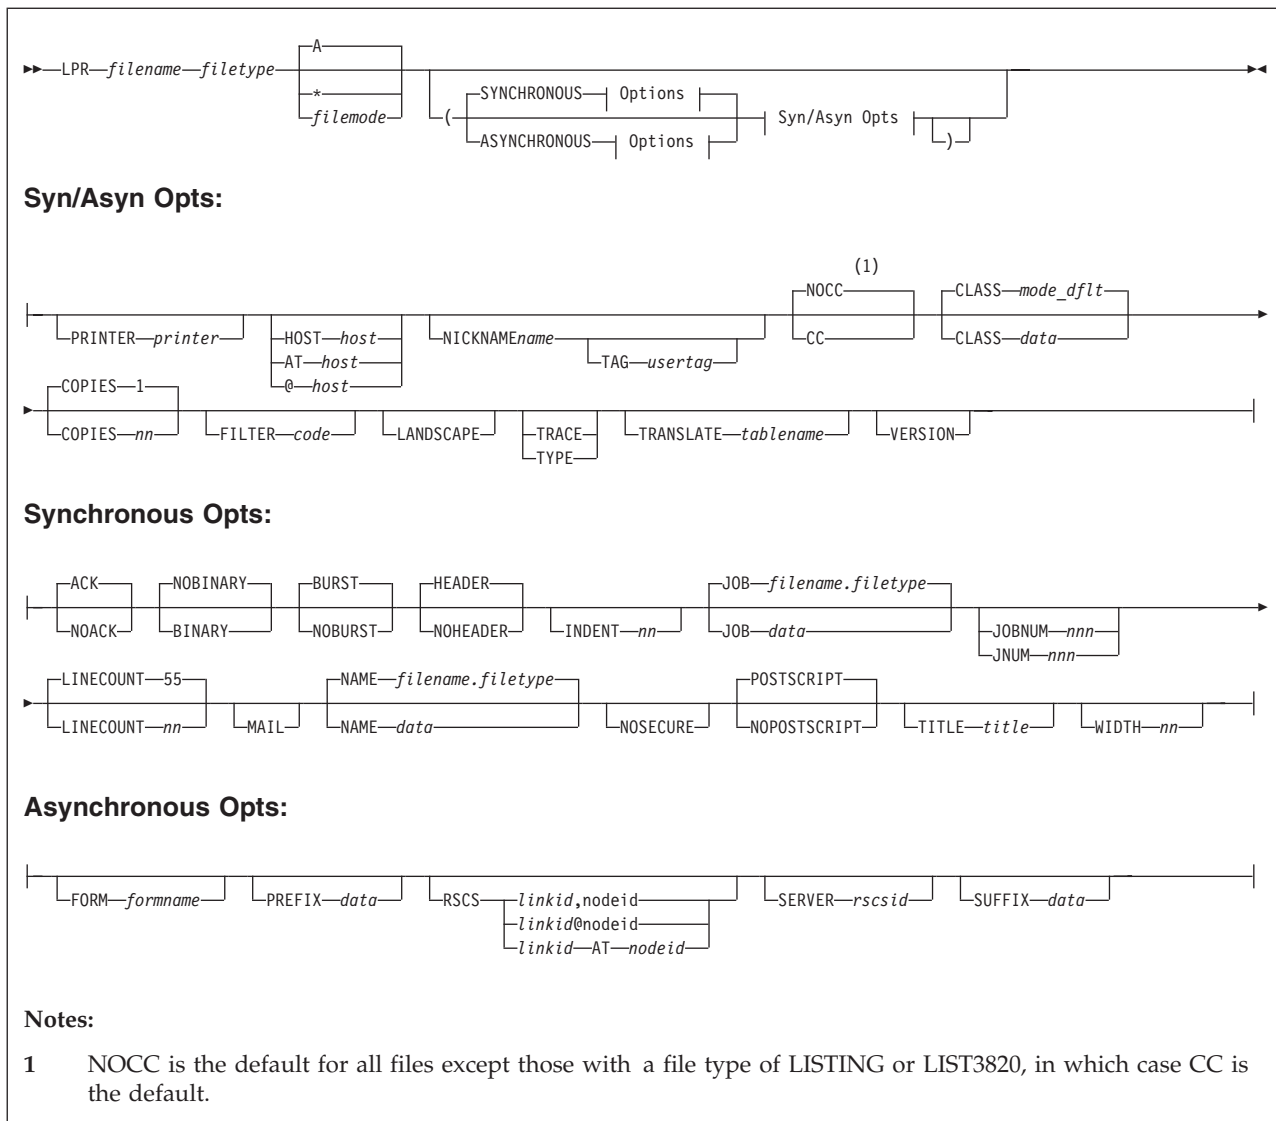 A
LPR filename filetype
*
filemode
SYNCHRONOUS Options
( Syn/Asyn Opts )
ASYNCHRONOUS Options
Syn/Asyn Opts:
(1)
NOCC CLASS mode_dflt
PRINTER printer HOST host NICKNAMEname CC CLASS data
AT host TAG usertag
@ host
COPIES 1
COPIES nn FILTER code LANDSCAPE TRACE TRANSLATE tablename VERSION
TYPE
Synchronous Opts:
ACK NOBINARY BURST HEADER JOB filename.filetype
NOACK BINARY NOBURST NOHEADER INDENT nn JOB data JOBNUM nnn
JNUM nnn
LINECOUNT 55 NAME filename.filetype POSTSCRIPT
LINECOUNT nn MAIL NAME data NOSECURE NOPOSTSCRIPT TITLE title WIDTH nn
Asynchronous Opts:
FORM formname PREFIX data RSCS linkid,nodeid SERVER rscsid SUFFIX data
linkid@nodeid
linkid AT nodeid
Notes:
1 NOCC is the default for all files except those with a file type of LISTING or LIST3820, in which case CC is
the default.